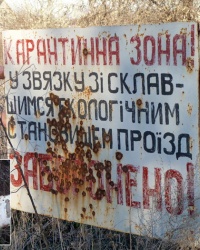 КАРАНТИННА ЗОНА!
У ЗВЯЗКУ ЗІ СКЛАВ-
ШИМСЯ ЕКОЛОГІЧНИМ
СТАНОВИЩЕМ ПРОЇЗД
ЗАБОРОНЕНО!